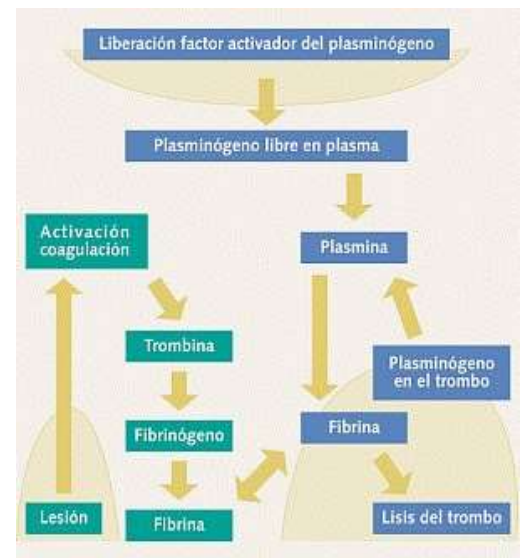 Liberación factor activador del plasminógeno
Plasminógeno libre en plasma
Activación
coagulación
Plasmina
Trombina
Plasminógeno
en el trombo
Fibrinógeno
Fibrina
Lesión
Fibrina
Lisis del trombo